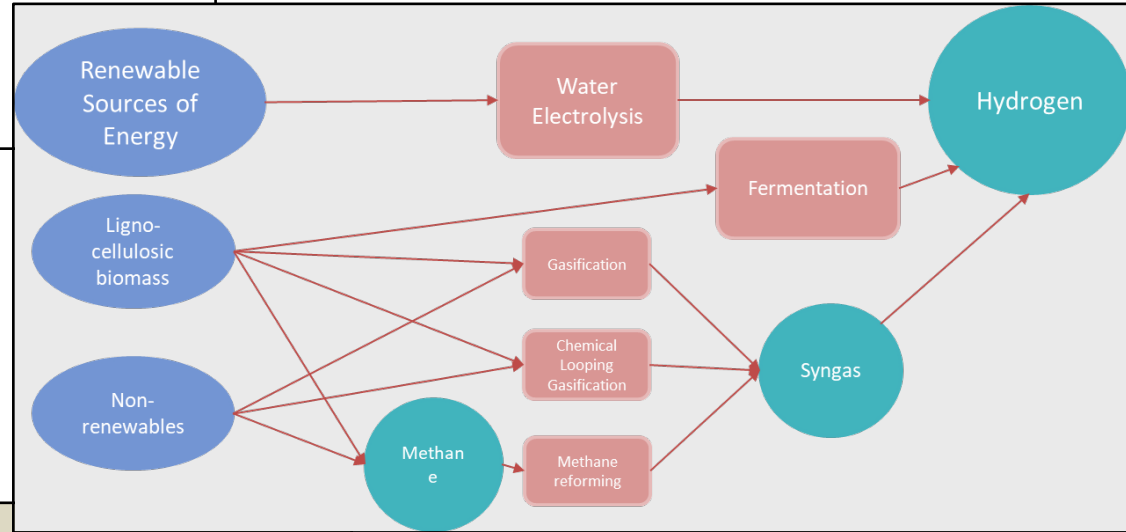 Renewable
Sources of
Energy
Water
Electrolysis
Hydrogen
Fermentation
Ligno-
cellulosic
biomass
Gasification
Chemical
Looping
Gasification
Syngas
Non-
renewables
Methan
e
Methane
reforming